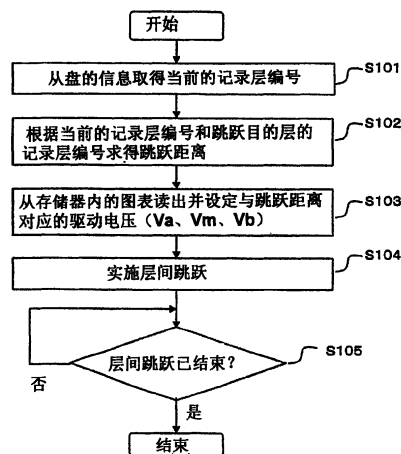 开始
从盘的信息取得当前的记录层编号
S101
根据当前的记录层编号和跳跃目的层的
记录层编号求得跳跃距离
S102
从存储器内的图表读出并设定与跳跃距离
对应的驱动电压（Va、Vm、Vb）
S103
实施层间跳跃
S104
层间跳跃已结束？
S105
否
是
结束